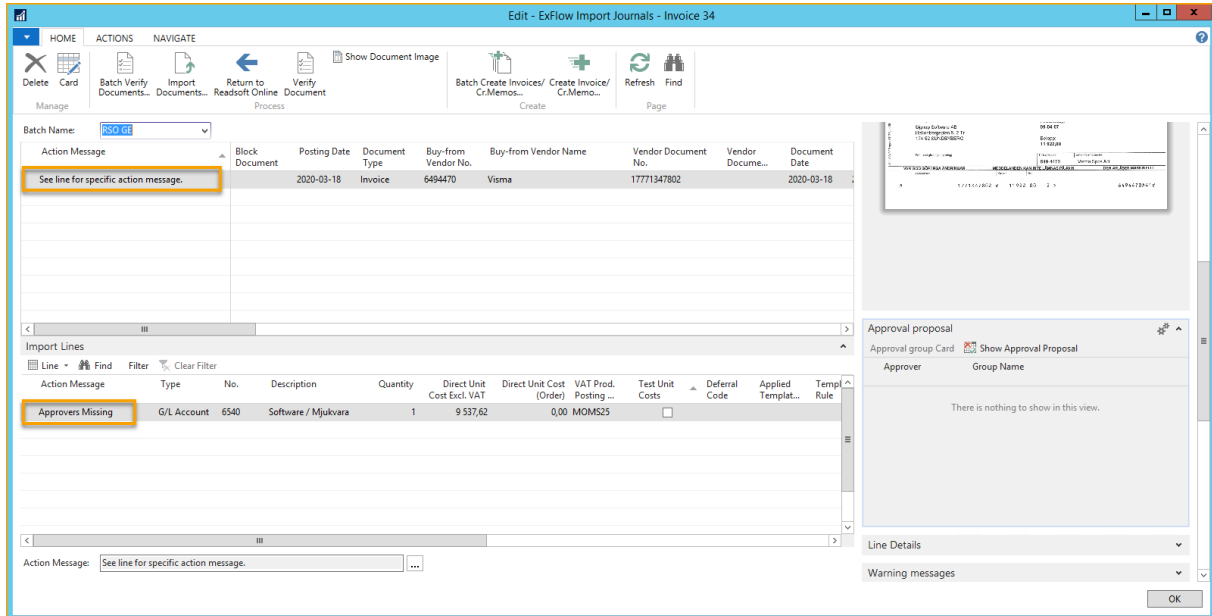 Edit - ExFlow Import Journals - Invoice 34
HOME ACTIONS NAVIGATE
Delete
Card
Batch Verify
Documents...
Import
Documents...
Return to
Readsoft Online
Verify
Document
Show Document Image
Batch Create Invoices/
Cr.Memos...
Create Invoice/
Cr.Memo...
Refresh
Find
Manage Process Create Page
Batch Name: RSO GE
Action Message
Block
Document
Posting Date
Document
Type
Buy-from
Vendor No.
Buy-from Vendor Name
Vendor Document
No.
Vendor
Docume...
Document
Date
See line for specific action message. 2020-03-18 Invoice 6494470 Visma 17771347802 2020-03-18
Import Lines
Line Find Filter Clear Filter
Action Message
Type
No.
Description
Quantity
Direct Unit
Cost Excl. VAT
Direct Unit Cost
(Order)
VAT Prod.
Posting ...
Test Unit
Costs
Deferral
Code
Applied
Templat...
Templ
Rule
Approvers Missing G/L Account 6540 Software / Mjukvara 1 9 537,62 0,00 MOMS25
Action Message: See line for specific action message. ...
Approval proposal
Approval group Card Show Approval Proposal
Approver Group Name
There is nothing to show in this view.
Line Details
Warning messages
OK